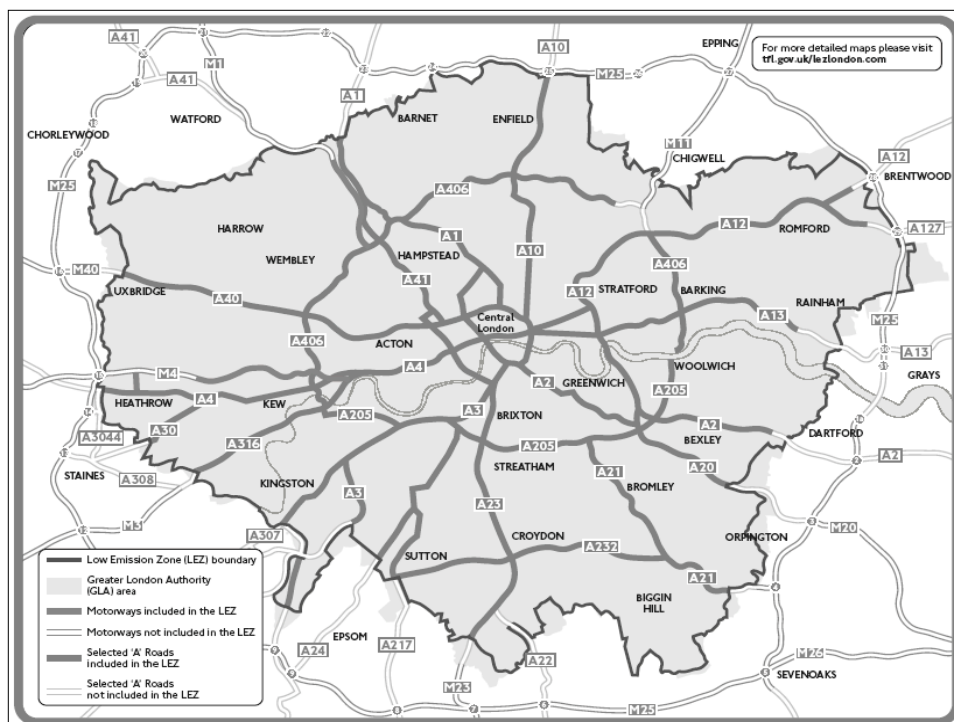 A41
A10
EPPING
For more detailed maps please visit
tfl.gov.uk/lezlondon.com
M1
M25
A41
A1
BARNET
ENFIELD
WATFORD
CHORLEYWOOD
M11
CHIGWELL
A12
BRENTWOOD
M25
A406
HARROW
A1
A10
A12
ROMFORD
A127
WEMBLEY
HAMPSTEAD
A406
M40
A41
UXBRIDGE
A40
A12
STRATFORD
BARKING
RAINHAM
Central
London
A13
M25
A406
ACTON
A13
M4
A4
A2
GREENWICH
WOOLWICH
GRAYS
HEATHROW
A4
KEW
A205
A205
A3
BRIXTON
A30
A3044
A316
A205
A2
BEXLEY
DARTFORD
A2
STAINES
A308
STREATHAM
A21
A20
KINGSTON
A3
A23
BROMLEY
M3
A307
CROYDON
ORPINGTON
M20
SUTTON
A232
A21
BIGGIN
HILL
EPSOM
A24
A217
A22
M26
SEVENOAKS
M23
M25
Low Emission Zone (LEZ) boundary
Greater London Authority
(GLA) area
Motorways included in the LEZ
Motorways not included in the LEZ
Selected 'A' Roads
included in the LEZ
Selected 'A' Roads
not included in the LEZ